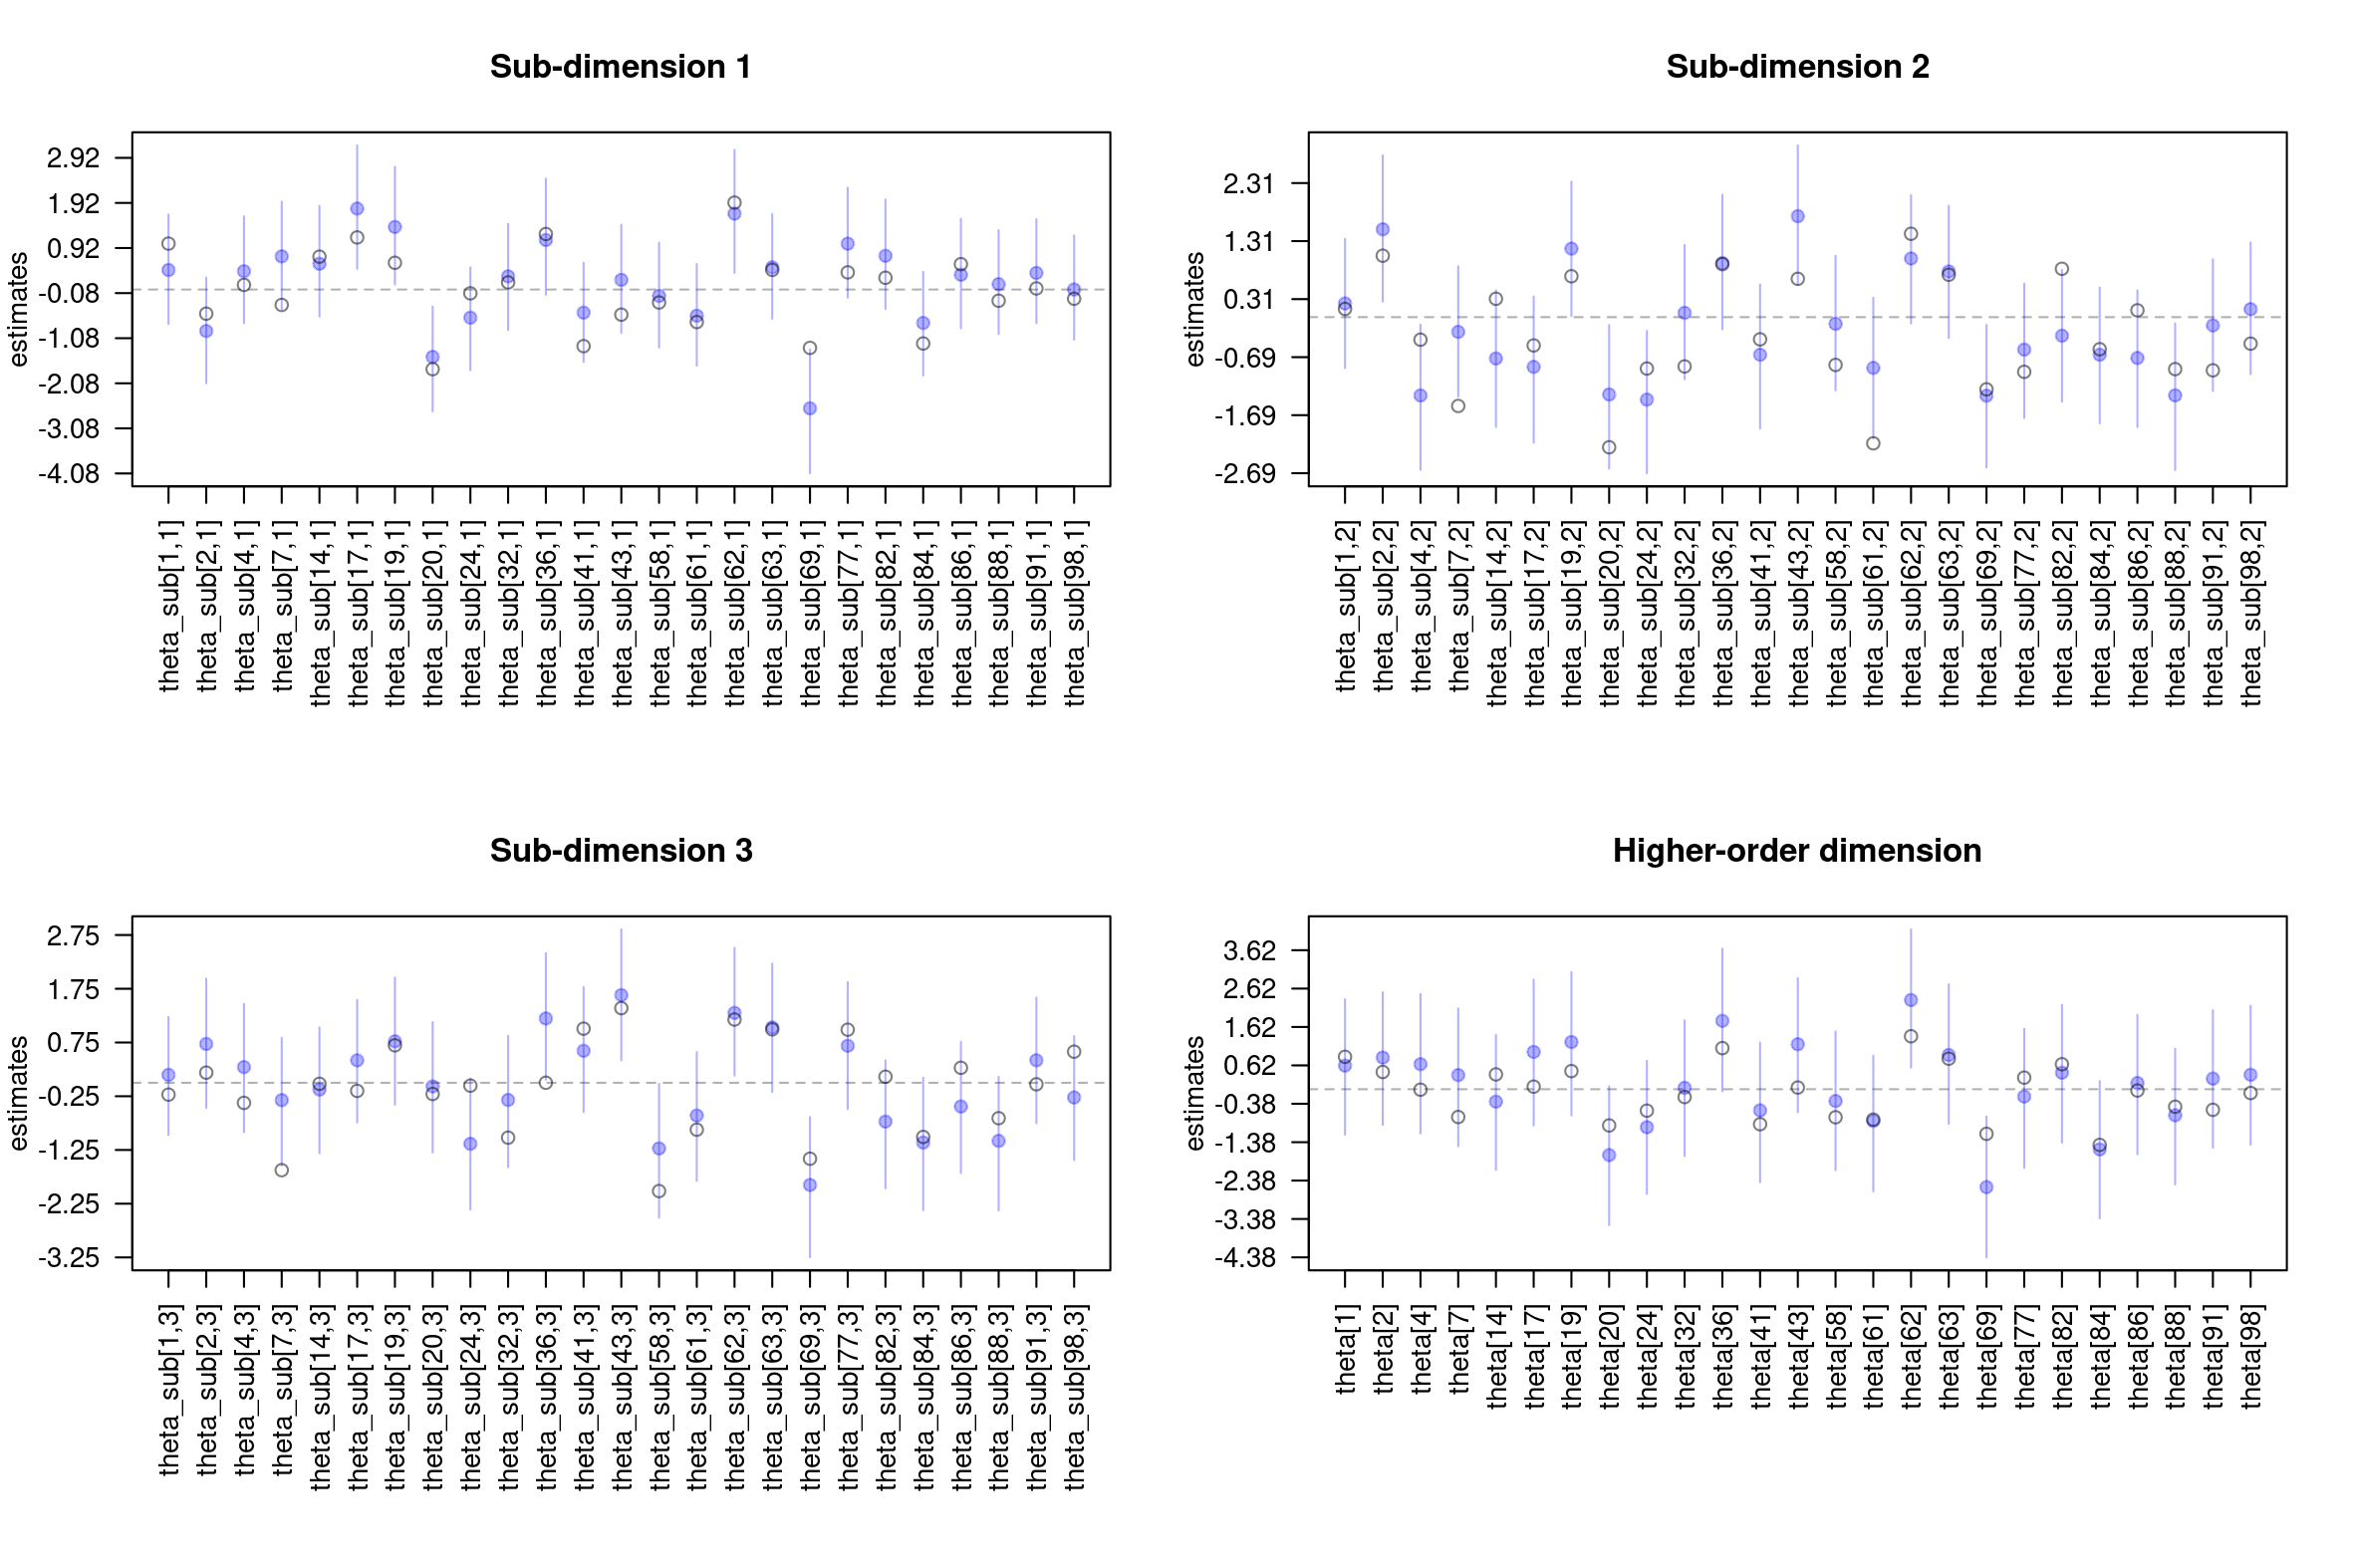 Sub-dimension 1
estimates
2.92
1.92
0.92
-0.08
-1.08
-2.08
-3.08
-4.08
theta_sub[1,1]
theta_sub[2,1]
theta_sub[4,1]
theta_sub[7,1]
theta_sub[14,1]
theta_sub[17,1]
theta_sub[19,1]
theta_sub[20,1]
theta_sub[24,1]
theta_sub[32,1]
theta_sub[36,1]
theta_sub[41,1]
theta_sub[43,1]
theta_sub[58,1]
theta_sub[61,1]
theta_sub[62,1]
theta_sub[63,1]
theta_sub[69,1]
theta_sub[77,1]
theta_sub[82,1]
theta_sub[84,1]
theta_sub[86,1]
theta_sub[88,1]
theta_sub[91,1]
theta_sub[98,1]
Sub-dimension 2
estimates
2.31
1.31
0.31
-0.69
-1.69
-2.69
theta_sub[1,2]
theta_sub[2,2]
theta_sub[4,2]
theta_sub[7,2]
theta_sub[14,2]
theta_sub[17,2]
theta_sub[19,2]
theta_sub[20,2]
theta_sub[24,2]
theta_sub[32,2]
theta_sub[36,2]
theta_sub[41,2]
theta_sub[43,2]
theta_sub[58,2]
theta_sub[61,2]
theta_sub[62,2]
theta_sub[63,2]
theta_sub[69,2]
theta_sub[77,2]
theta_sub[82,2]
theta_sub[84,2]
theta_sub[86,2]
theta_sub[88,2]
theta_sub[91,2]
theta_sub[98,2]
Sub-dimension 3
estimates
2.75
1.75
0.75
-0.25
-1.25
-2.25
-3.25
theta_sub[1,3]
theta_sub[2,3]
theta_sub[4,3]
theta_sub[7,3]
theta_sub[14,3]
theta_sub[17,3]
theta_sub[19,3]
theta_sub[20,3]
theta_sub[24,3]
theta_sub[32,3]
theta_sub[36,3]
theta_sub[41,3]
theta_sub[43,3]
theta_sub[58,3]
theta_sub[61,3]
theta_sub[62,3]
theta_sub[63,3]
theta_sub[69,3]
theta_sub[77,3]
theta_sub[82,3]
theta_sub[84,3]
theta_sub[86,3]
theta_sub[88,3]
theta_sub[91,3]
theta_sub[98,3]
Higher-order dimension
estimates
3.62
2.62
1.62
0.62
-0.38
-1.38
-2.38
-3.38
-4.38
theta[1]
theta[2]
theta[4]
theta[7]
theta[14]
theta[17]
theta[19]
theta[20]
theta[24]
theta[32]
theta[36]
theta[41]
theta[43]
theta[58]
theta[61]
theta[62]
theta[63]
theta[69]
theta[77]
theta[82]
theta[84]
theta[86]
theta[88]
theta[91]
theta[98]